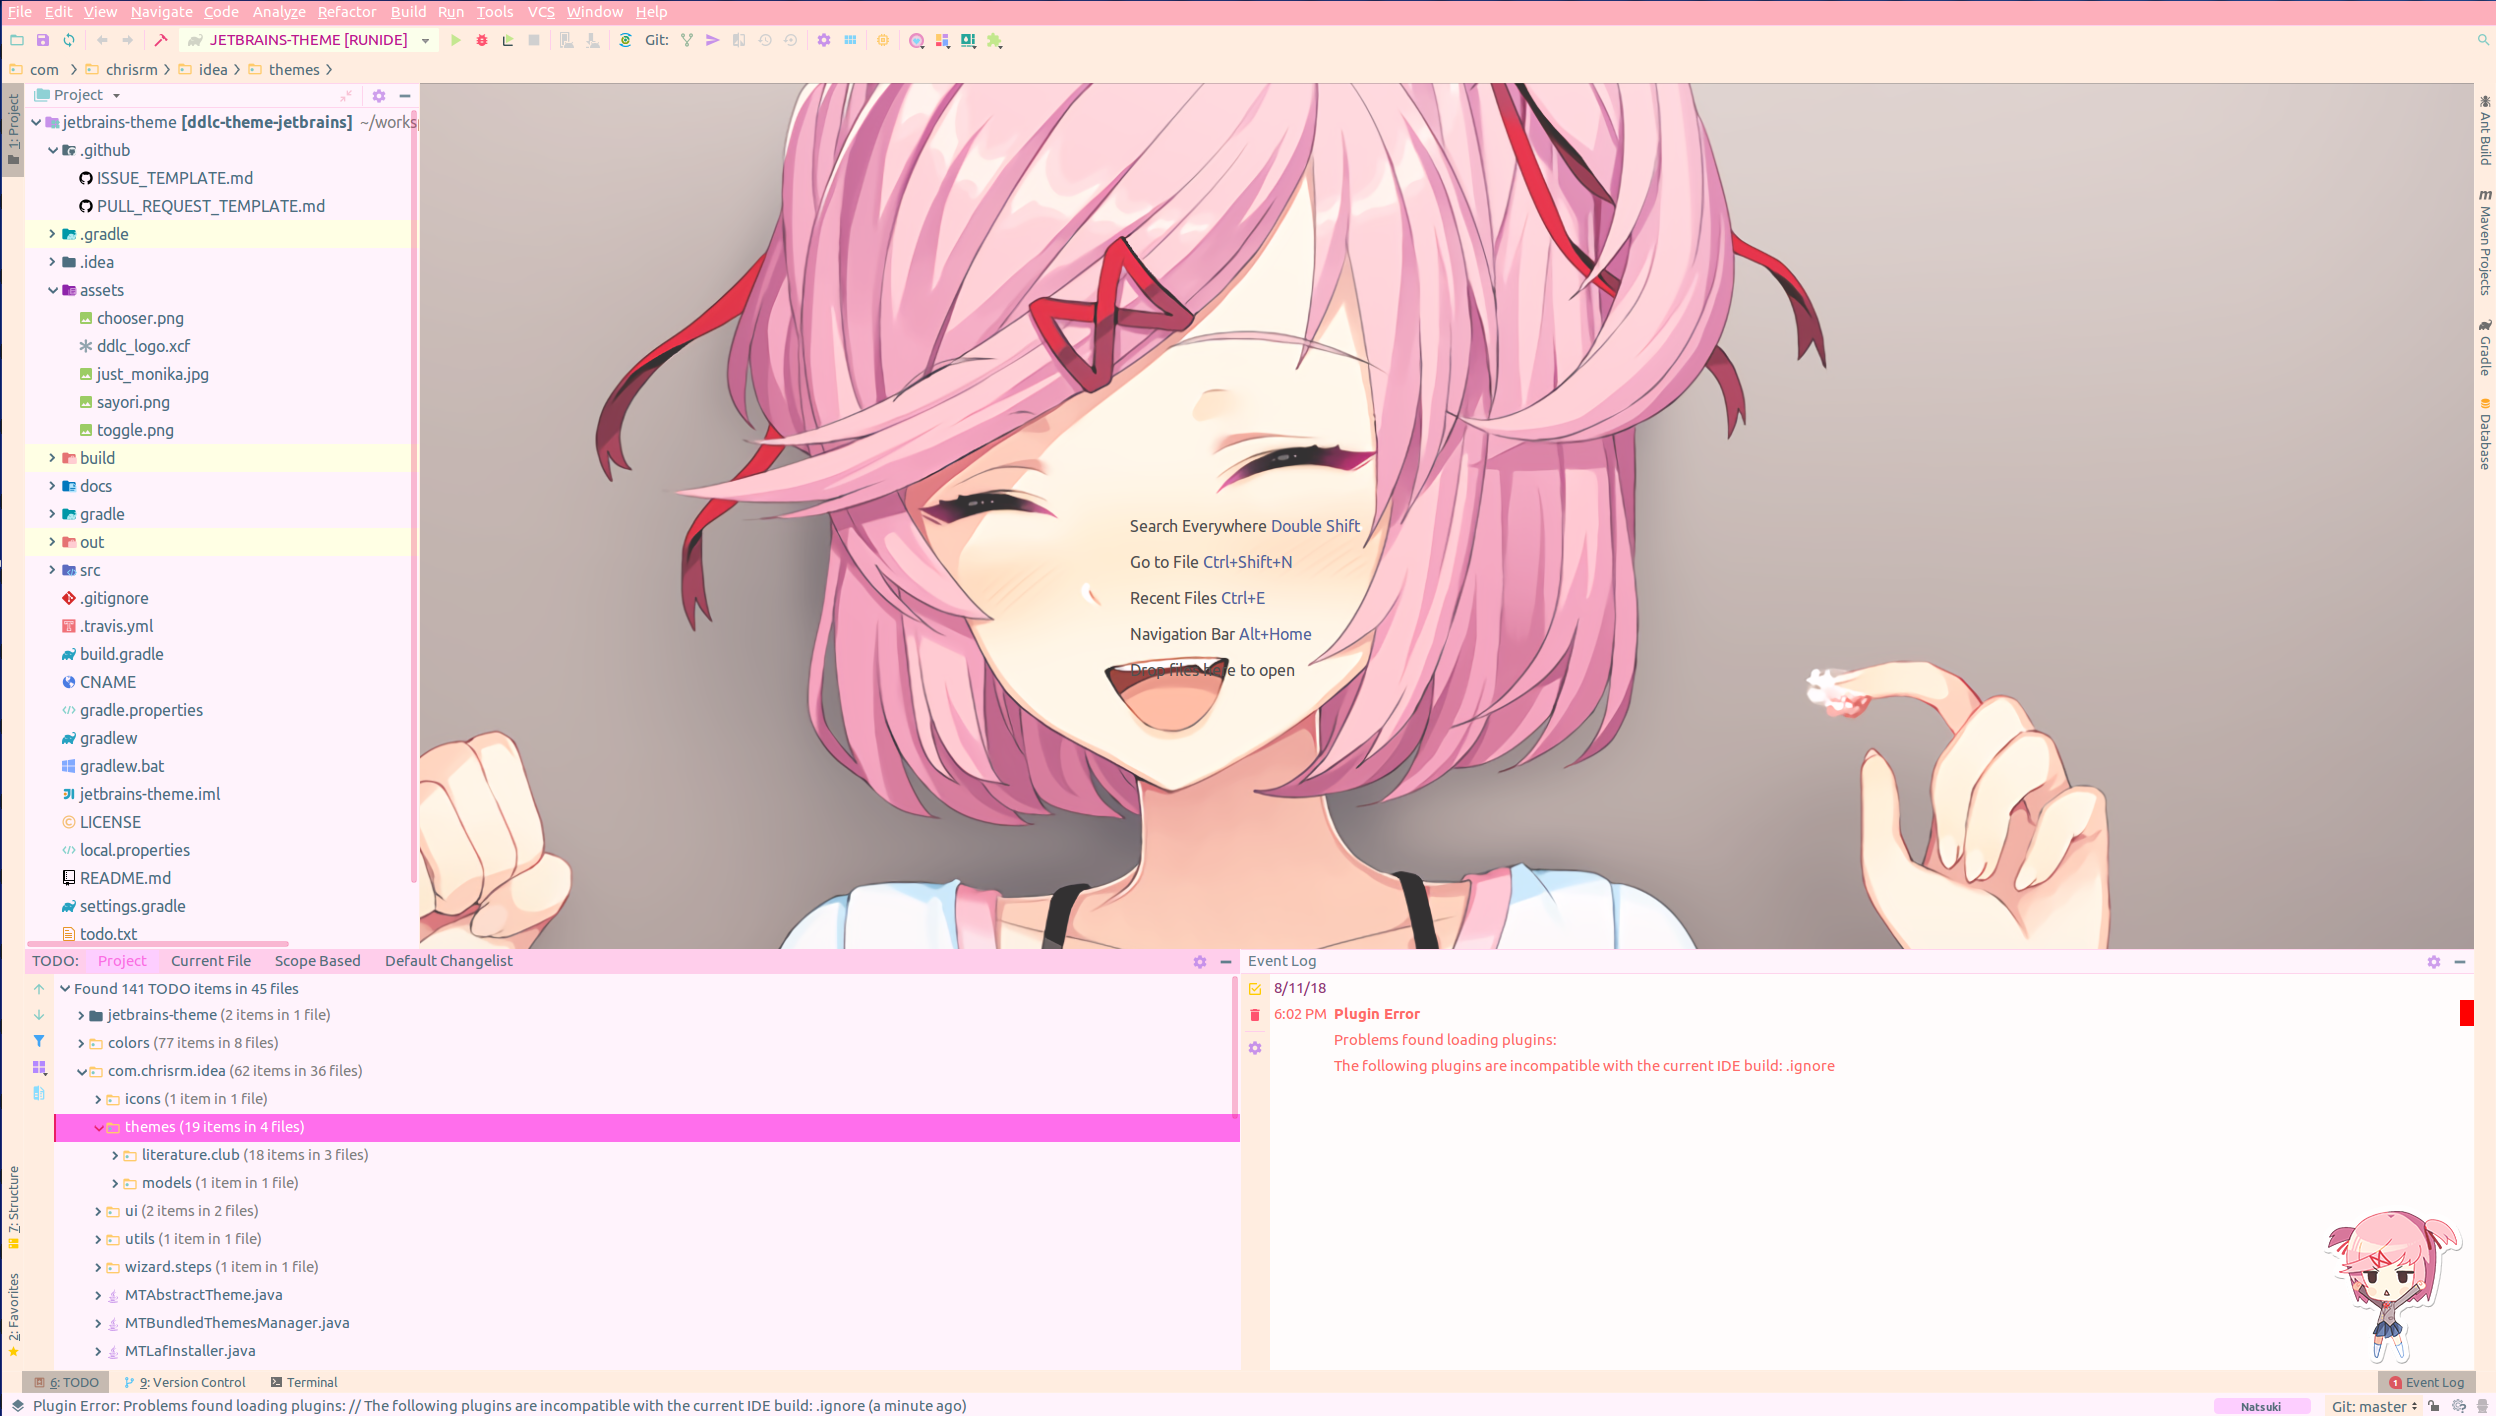 File Edit View Navigate Code Analyze Refactor Build Run Tools VCS Window Help
JETBRAINS-THEME [RUNIDE] Git:
com chrisrm idea themes
1: Project
Project
jetbrains-theme [ddlc-theme-jetbrains] ~/works
.github
ISSUE_TEMPLATE.md
PULL_REQUEST_TEMPLATE.md
.gradle
.idea
assets
chooser.png
ddlc_logo.xcf
just_monika.jpg
sayori.png
toggle.png
build
docs
gradle
out
src
.gitignore
.travis.yml
build.gradle
CNAME
gradle.properties
gradlew
gradlew.bat
jetbrains-theme.iml
LICENSE
local.properties
README.md
settings.gradle
todo.txt
Search Everywhere Double Shift
Go to File Ctrl+Shift+N
Recent Files Ctrl+E
Navigation Bar Alt+Home
Drop files here to open
Ant Build
Maven Projects
Gradle
Database
TODO: Project Current File Scope Based Default Changelist
Found 141 TODO items in 45 files
jetbrains-theme (2 items in 1 file)
colors (77 items in 8 files)
com.chrisrm.idea (62 items in 36 files)
icons (1 item in 1 file)
themes (19 items in 4 files)
literature.club (18 items in 3 files)
models (1 item in 1 file)
ui (2 items in 2 files)
utils (1 item in 1 file)
wizard.steps (1 item in 1 file)
MTAbstractTheme.java
MTBundledThemesManager.java
MTLafInstaller.java
Event Log
8/11/18
6:02 PM Plugin Error
Problems found loading plugins:
The following plugins are incompatible with the current IDE build: .ignore
7: Structure
2: Favorites
6: TODO 9: Version Control Terminal
1 Event Log
Plugin Error: Problems found loading plugins: // The following plugins are incompatible with the current IDE build: .ignore (a minute ago)
Natsuki Git: master